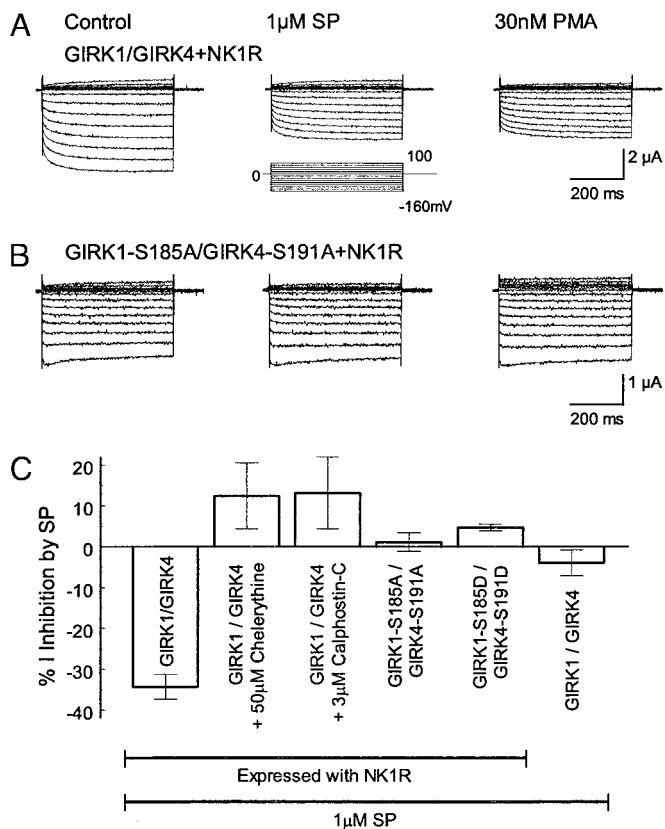 A
Control
1μM SP
30nM PMA
GIRK1/GIRK4+NK1R
0
100
-160mV
2 μA
200 ms
B
GIRK1-S185A/GIRK4-S191A+NK1R
1 μA
200 ms
C
% I Inhibition by SP
20
10
0
-10
-20
-30
-40
GIRK1/GIRK4
GIRK1 / GIRK4
+ 50μM Chelerythine
GIRK1 / GIRK4
+ 3μM Calphostin-C
GIRK1-S185A /
GIRK4-S191A
GIRK1-S185D /
GIRK4-S191D
GIRK1 / GIRK4
Expressed with NK1R
1μM SP